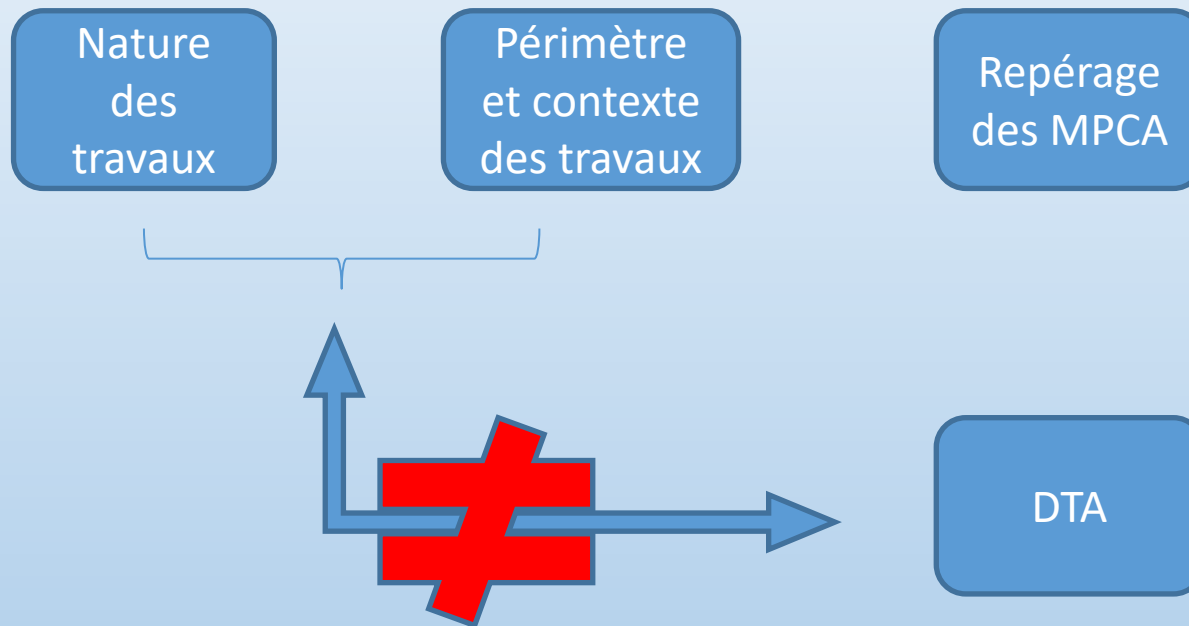 Nature
des
travaux
Périmètre
et contexte
des travaux
Repérage
des MPCA
DTA